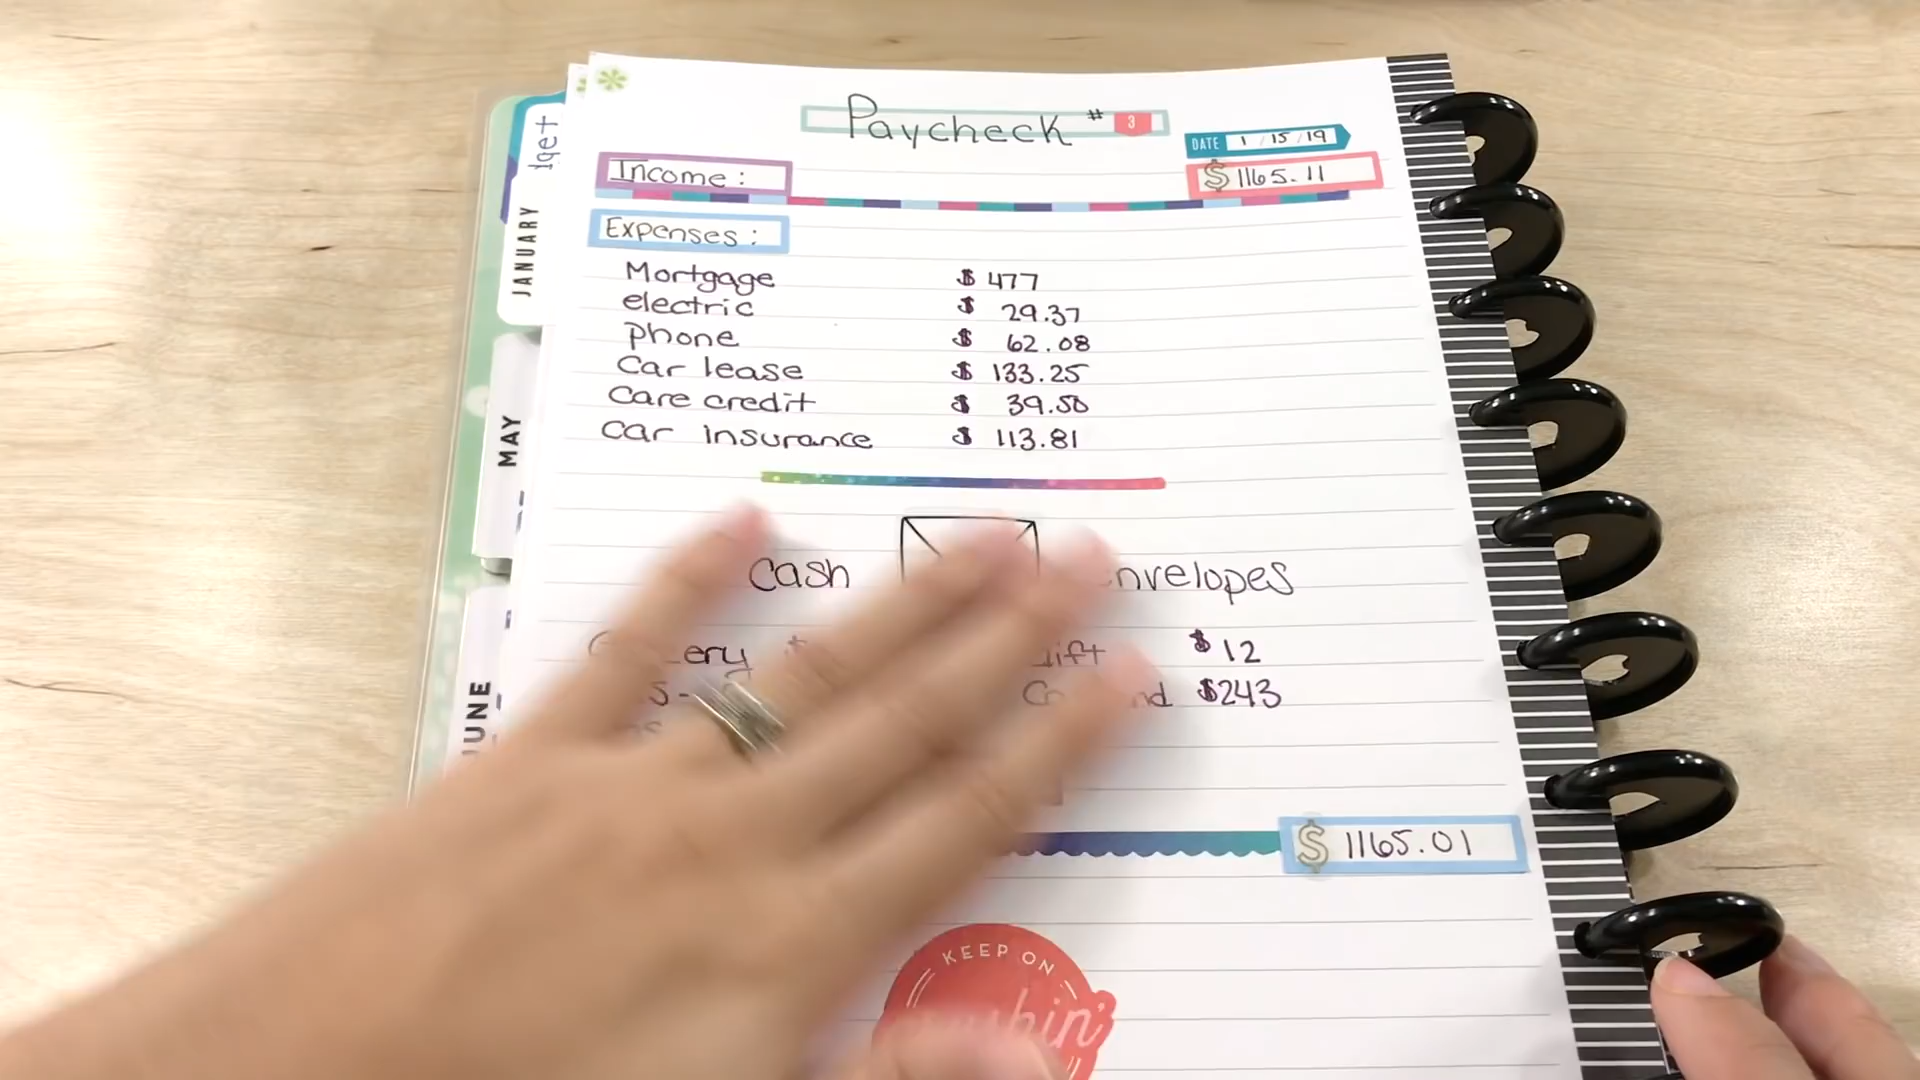 Paycheck # 3
DATE 1/15/19
Income: $1165.11
Expenses:
Mortgage $ 477
electric $ 29.37
phone $ 62.08
Car lease $ 133.25
Care credit $ 39.50
car insurance $ 113.81
Cash nvelopes
ery $ ift $12
$243
$ 1165.01
KEEP ON
JANUARY
MAY
JUNE